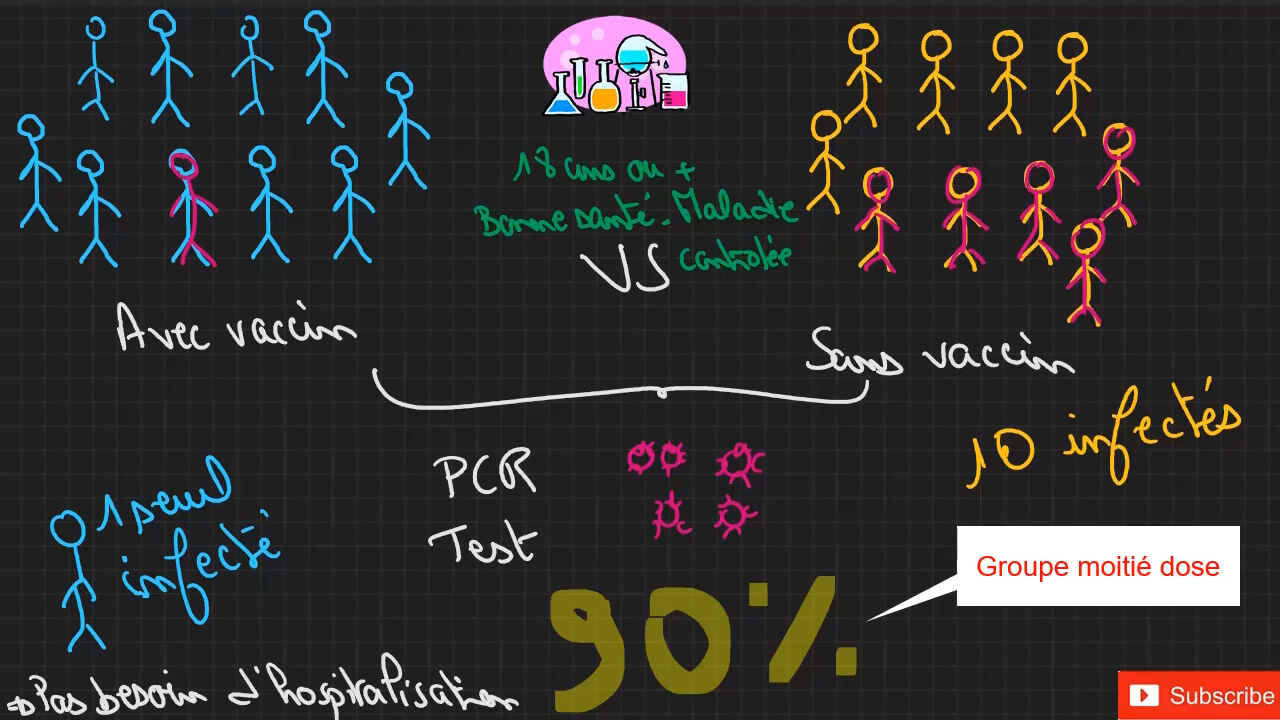 18 ans ou +
Bonne santé. Maladie
contrôlée
VS
Avec vaccin
Sans vaccin
10 infectés
PCR
Test
1 seul
infecté
Groupe moitié dose
90%
⇒ Pas besoin d'hospitalisation
Subscribe